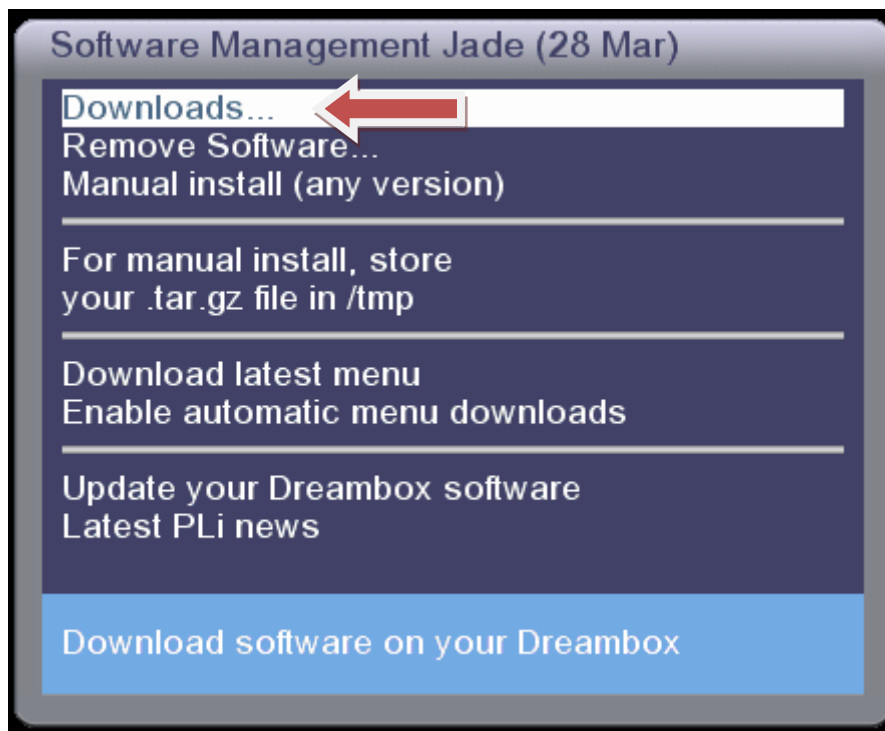 Software Management Jade (28 Mar)
Downloads...
Remove Software...
Manual install (any version)
For manual install, store
your .tar.gz file in /tmp
Download latest menu
Enable automatic menu downloads
Update your Dreambox software
Latest PLi news
Download software on your Dreambox